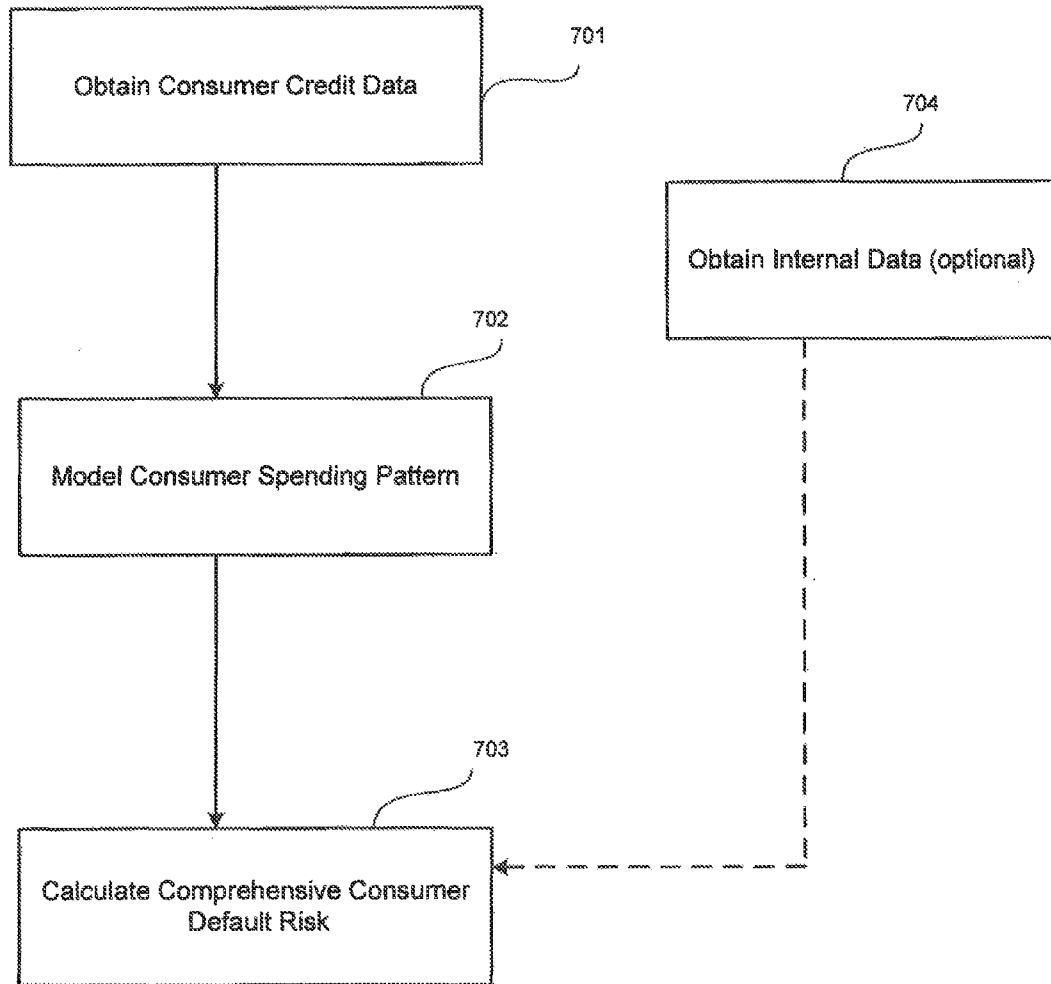 701
Obtain Consumer Credit Data
704
Obtain Internal Data (optional)
702
Model Consumer Spending Pattern
703
Calculate Comprehensive Consumer
Default Risk